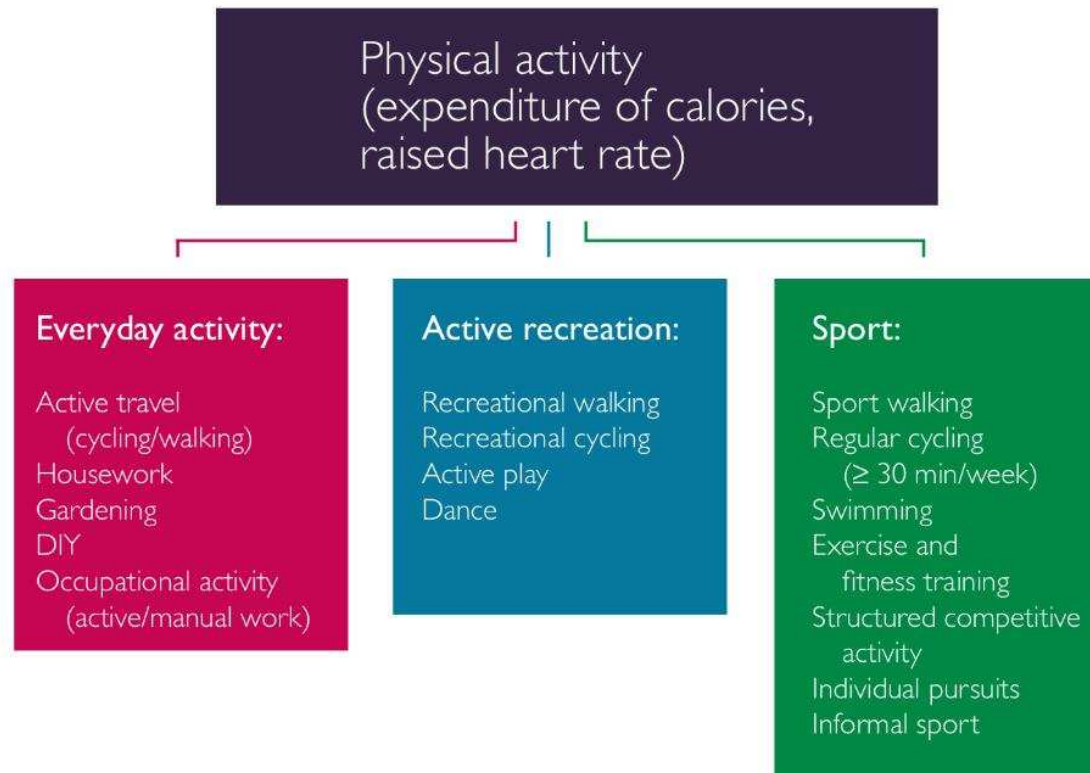 Physical activity
(expenditure of calories,
raised heart rate)
Everyday activity:
Active travel
(cycling/walking)
Housework
Gardening
DIY
Occupational activity
(active/manual work)
Active recreation:
Recreational walking
Recreational cycling
Active play
Dance
Sport:
Sport walking
Regular cycling
(≥ 30 min/week)
Swimming
Exercise and
fitness training
Structured competitive
activity
Individual pursuits
Informal sport